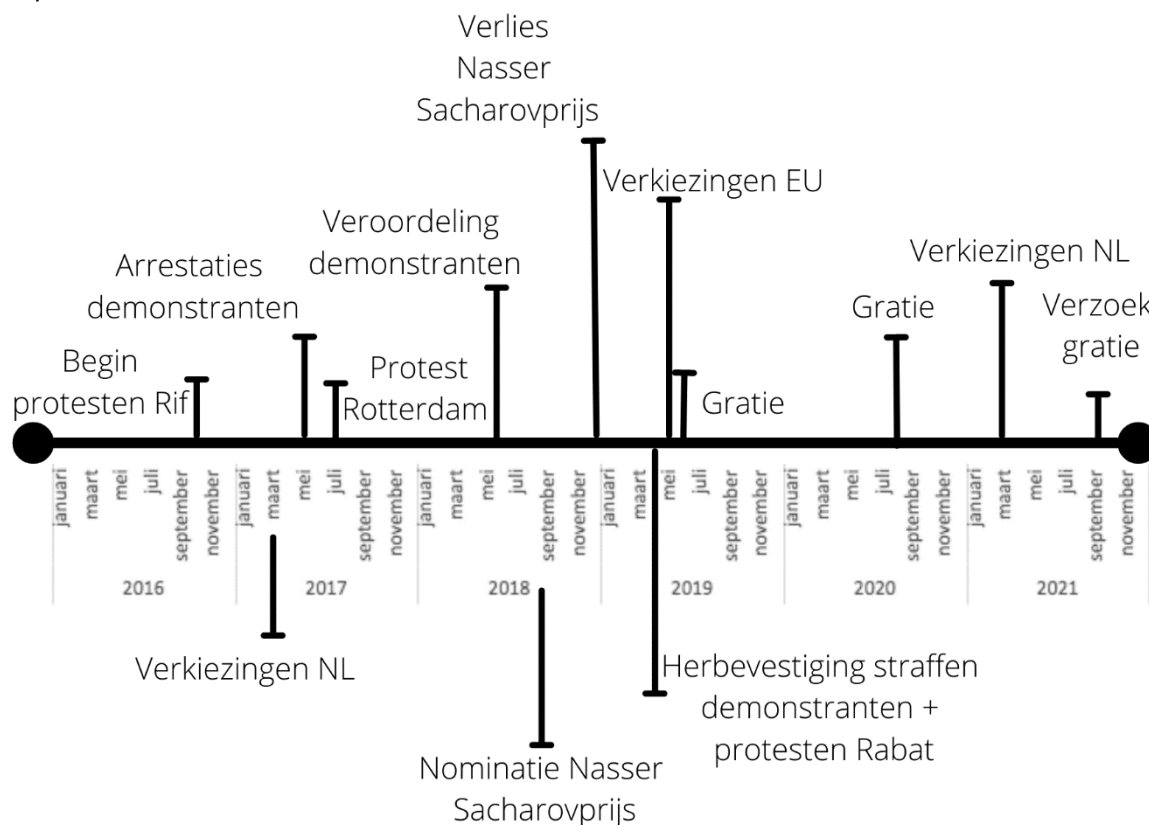 Verlies
Nasser
Sacharovprijs
Verkiezingen EU
Veroordeling
demonstranten
Arrestaties
demonstranten
Verkiezingen NL
Gratie
Verzoek
gratie
Begin
protesten Rif
Protest
Rotterdam
Gratie
januari
maart
mei
juli
september
november
januari
maart
mei
juli
september
november
januari
maart
mei
juli
september
november
januari
maart
mei
juli
september
november
januari
maart
mei
juli
september
november
januari
maart
mei
juli
september
november
2016 2017 2018 2019 2020 2021
Verkiezingen NL
Herbevestiging straffen
demonstranten +
protesten Rabat
Nominatie Nasser
Sacharovprijs